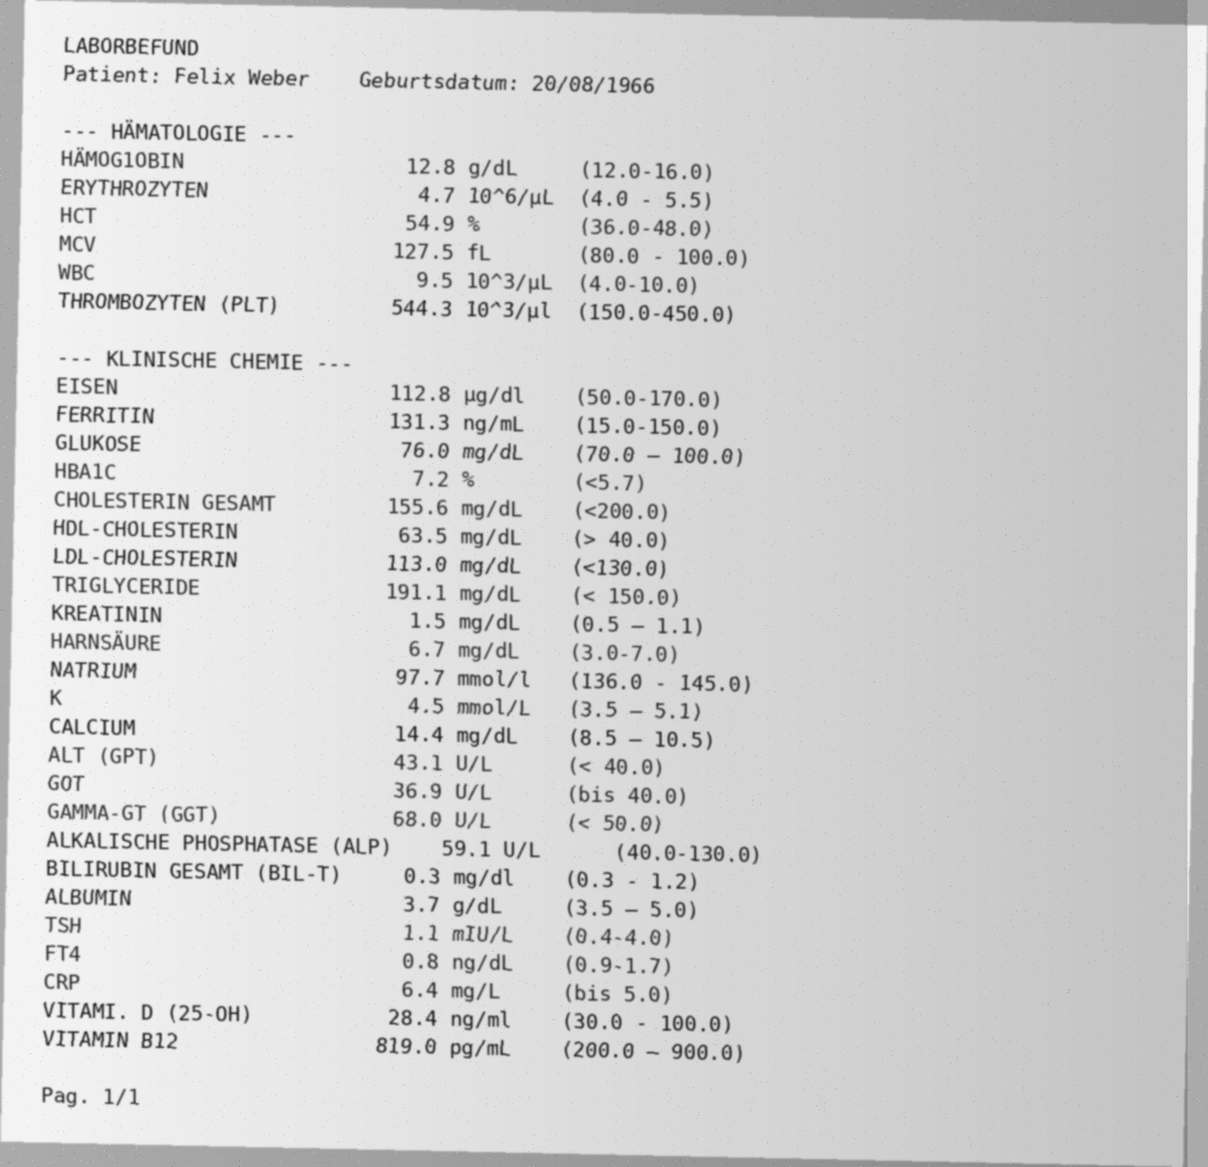 LABORBEFUND
Patient: Felix Weber    Geburtsdatum: 20/08/1966
--- HÄMATOLOGIE ---
HÄMOG1OBIN 12.8 g/dL (12.0-16.0)
ERYTHROZYTEN 4.7 10^6/µL (4.0 - 5.5)
HCT 54.9 % (36.0-48.0)
MCV 127.5 fL (80.0 - 100.0)
WBC 9.5 10^3/µL (4.0-10.0)
THROMBOZYTEN (PLT) 544.3 10^3/µl (150.0-450.0)
--- KLINISCHE CHEMIE ---
EISEN 112.8 µg/dl (50.0-170.0)
FERRITIN 131.3 ng/mL (15.0-150.0)
GLUKOSE 76.0 mg/dL (70.0 – 100.0)
HBA1C 7.2 % (<5.7)
CHOLESTERIN GESAMT 155.6 mg/dL (<200.0)
HDL-CHOLESTERIN 63.5 mg/dL (> 40.0)
LDL-CHOLESTERIN 113.0 mg/dL (<130.0)
TRIGLYCERIDE 191.1 mg/dL (< 150.0)
KREATININ 1.5 mg/dL (0.5 – 1.1)
HARNSÄURE 6.7 mg/dL (3.0-7.0)
NATRIUM 97.7 mmol/l (136.0 - 145.0)
K 4.5 mmol/L (3.5 – 5.1)
CALCIUM 14.4 mg/dL (8.5 – 10.5)
ALT (GPT) 43.1 U/L (< 40.0)
GOT 36.9 U/L (bis 40.0)
GAMMA-GT (GGT) 68.0 U/L (< 50.0)
ALKALISCHE PHOSPHATASE (ALP) 59.1 U/L (40.0-130.0)
BILIRUBIN GESAMT (BIL-T) 0.3 mg/dl (0.3 - 1.2)
ALBUMIN 3.7 g/dL (3.5 – 5.0)
TSH 1.1 mIU/L (0.4-4.0)
FT4 0.8 ng/dL (0.9-1.7)
CRP 6.4 mg/L (bis 5.0)
VITAMI. D (25-OH) 28.4 ng/ml (30.0 - 100.0)
VITAMIN B12 819.0 pg/mL (200.0 – 900.0)
Pag. 1/1